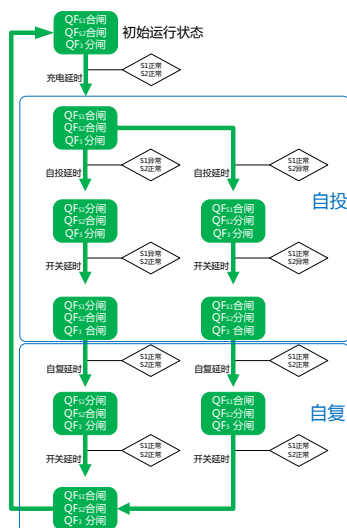 QFS1合闸
QFS2合闸
QF3 分闸
初始运行状态
S1正常
S2正常
充电延时
QFS1合闸
QFS2合闸
QF3 分闸
S1异常
S2正常
自投延时
S1正常
S2异常
自投延时
自投
QFS1分闸
QFS2合闸
QF3 分闸
QFS1合闸
QFS2分闸
QF3 分闸
S1异常
S2正常
开关延时
S1正常
S2异常
开关延时
QFS1分闸
QFS2合闸
QF3 合闸
QFS1合闸
QFS2分闸
QF3 合闸
S1正常
S2正常
自复延时
S1正常
S2正常
自复延时
自复
QFS1分闸
QFS2合闸
QF3 分闸
QFS1合闸
QFS2分闸
QF3 分闸
S1正常
S2正常
开关延时
S1正常
S2正常
开关延时
QFS1合闸
QFS2合闸
QF3 分闸